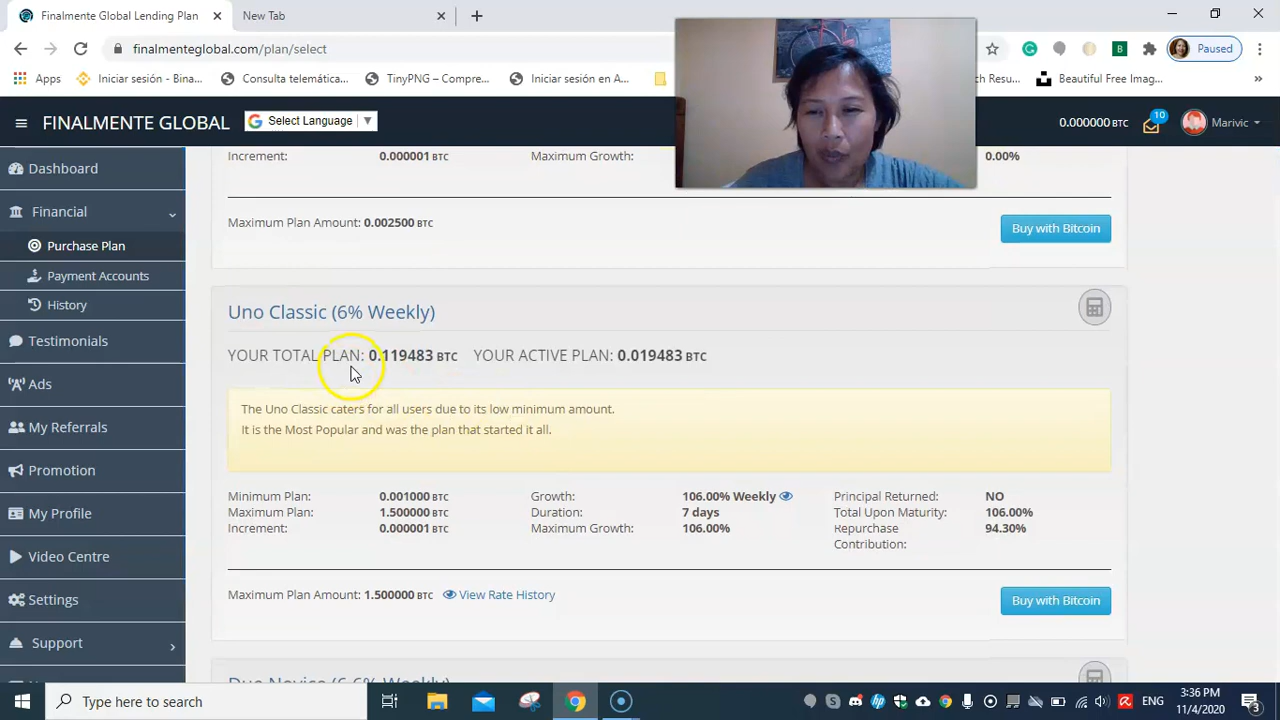 Finalmente Global Lending Plan
New Tab
finalmenteglobal.com/plan/select
Paused
Apps
Iniciar sesión - Bina...
Consulta telemática...
TinyPNG – Compre...
Iniciar sesión en A...
ch Resu...
Beautiful Free Imag...
FINALMENTE GLOBAL
Select Language
0.000000 BTC
10
Marivic
Dashboard
Financial
Purchase Plan
Payment Accounts
History
Testimonials
Ads
My Referrals
Promotion
My Profile
Video Centre
Settings
Support
Increment: 0.000001 BTC Maximum Growth: 0.00%
Maximum Plan Amount: 0.002500 BTC
Buy with Bitcoin
Uno Classic (6% Weekly)
YOUR TOTAL PLAN: 0.119483 BTC YOUR ACTIVE PLAN: 0.019483 BTC
The Uno Classic caters for all users due to its low minimum amount.
It is the Most Popular and was the plan that started it all.
Minimum Plan: 0.001000 BTC Growth: 106.00% Weekly Principal Returned: NO
Maximum Plan: 1.500000 BTC Duration: 7 days Total Upon Maturity: 106.00%
Increment: 0.000001 BTC Maximum Growth: 106.00% Repurchase 94.30%
Contribution:
Maximum Plan Amount: 1.500000 BTC View Rate History
Buy with Bitcoin
Duo Novice (6.6% Weekly)
Type here to search
ENG
3:36 PM
11/4/2020
3